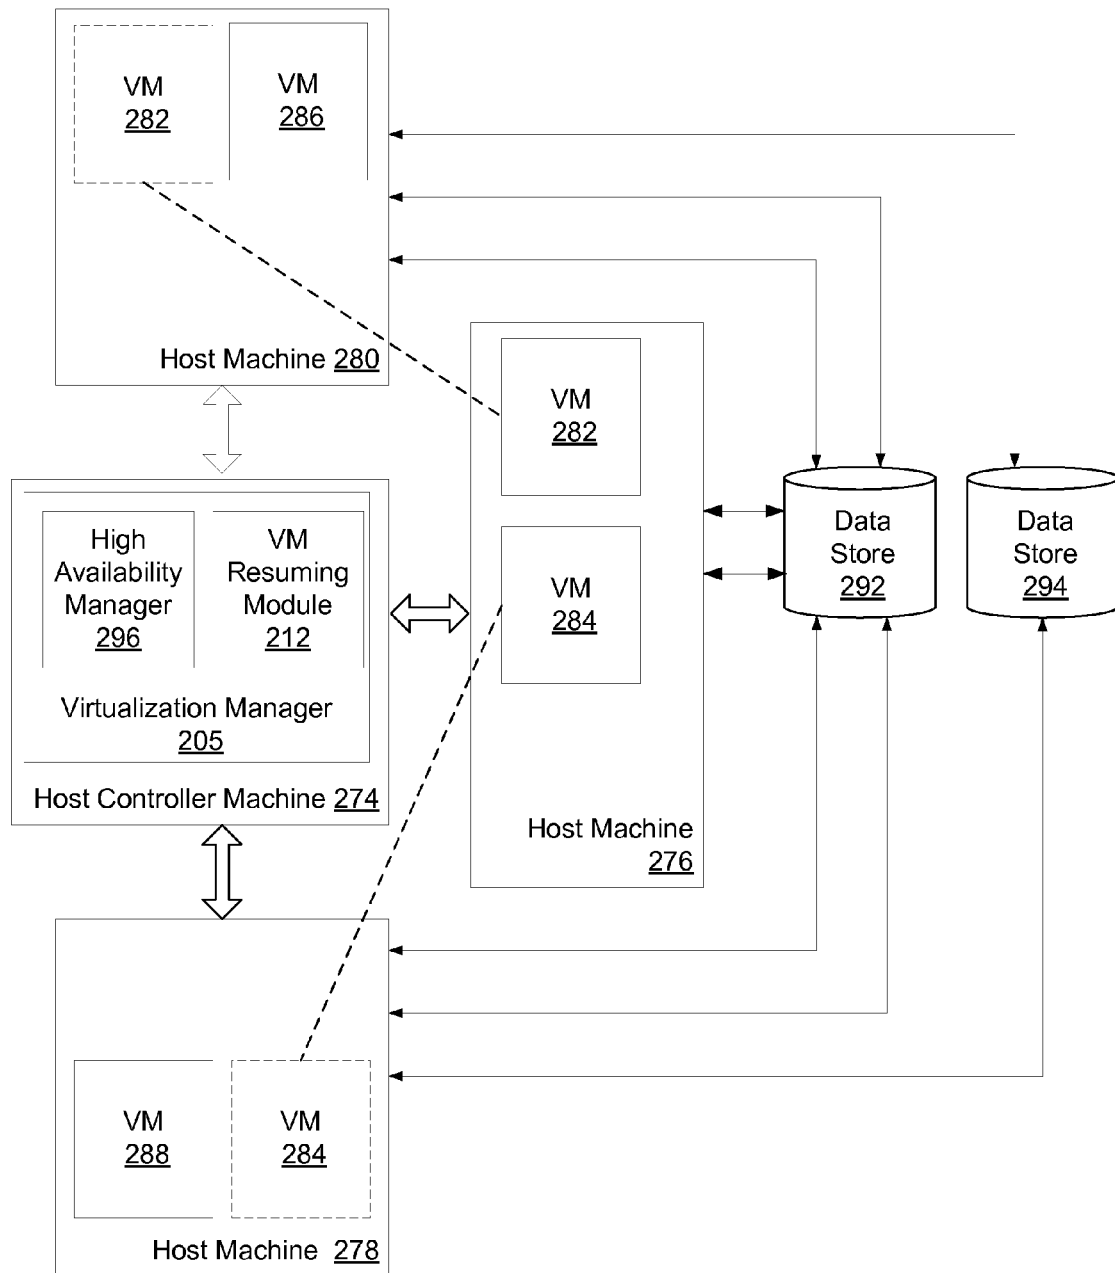 VM
282
VM
286
Host Machine 280
VM
282
VM
284
Host Machine
276
Data
Store
292
Data
Store
294
High
Availability
Manager
296
VM
Resuming
Module
212
Virtualization Manager
205
Host Controller Machine 274
VM
288
VM
284
Host Machine 278